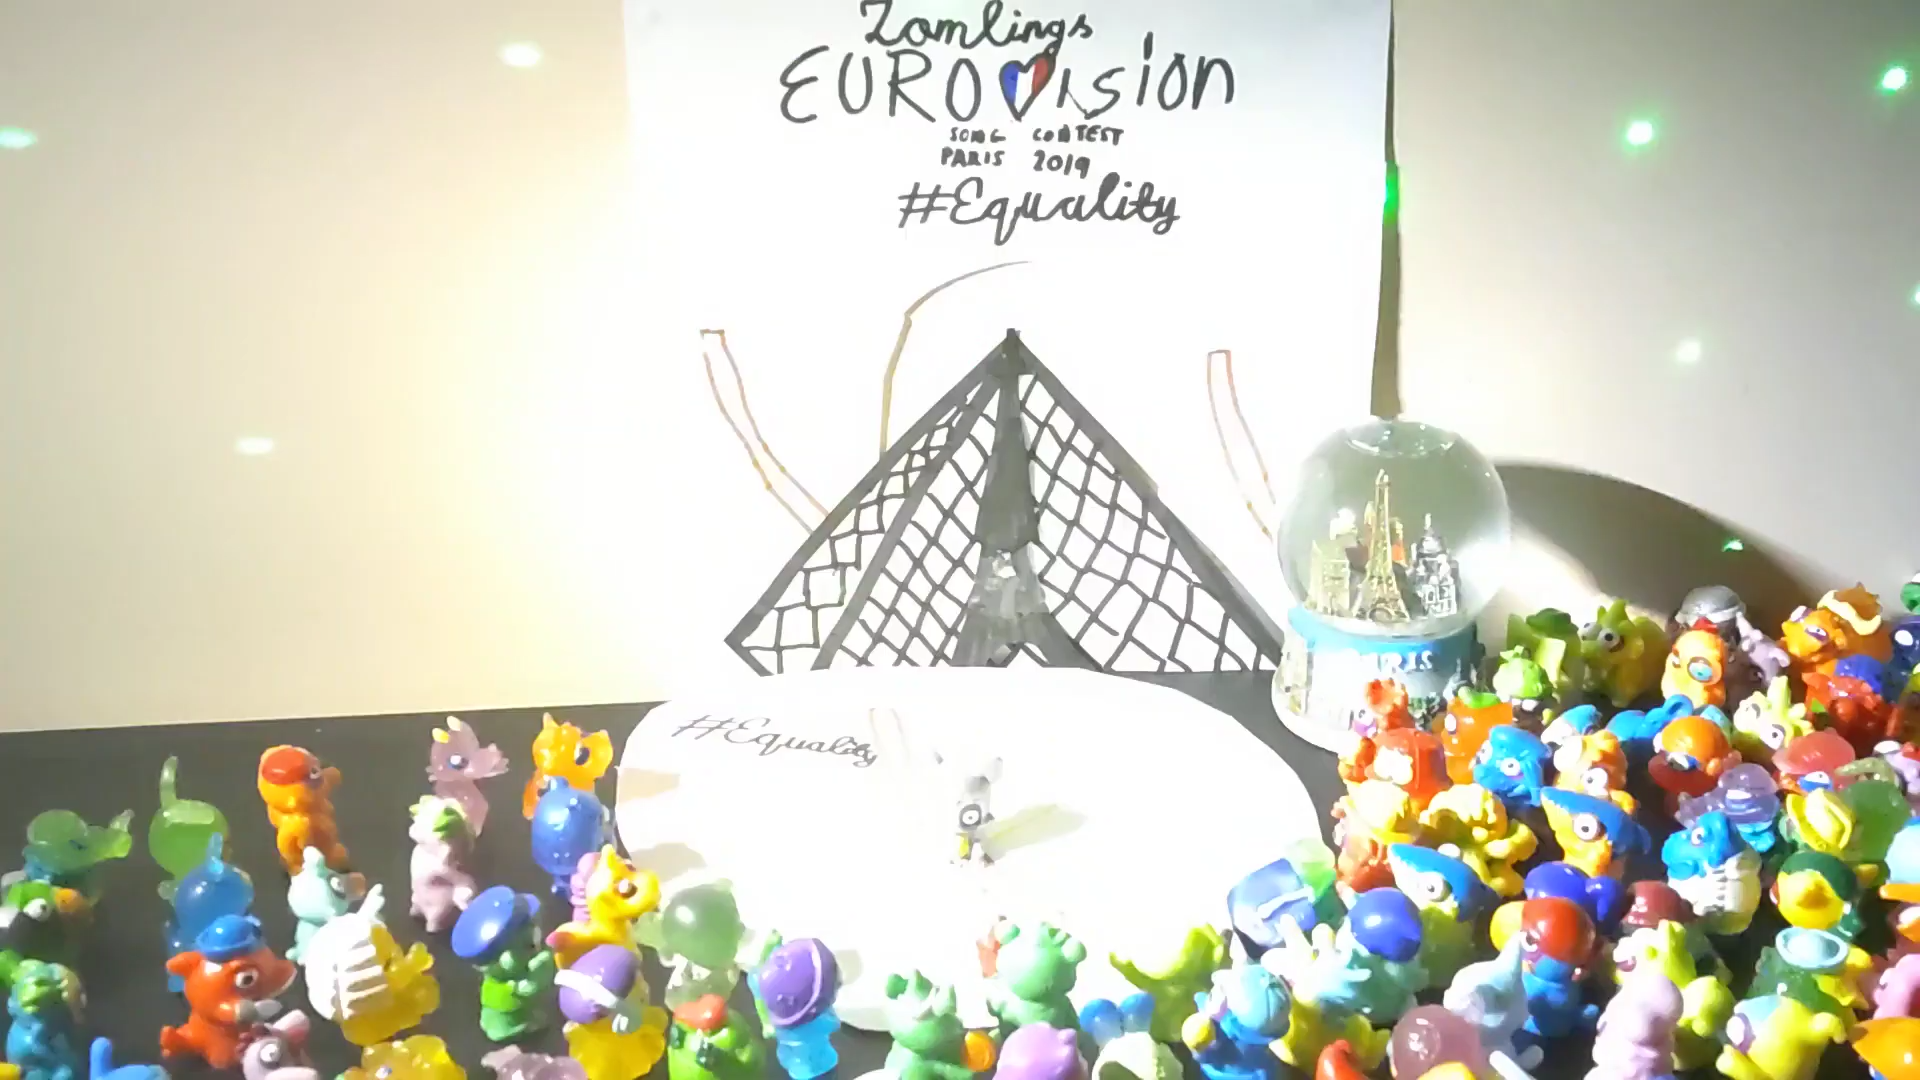 Zomlings
EUROVISION
SONG CONTEST
PARIS 2019
#Equality
#Equality
PARIS